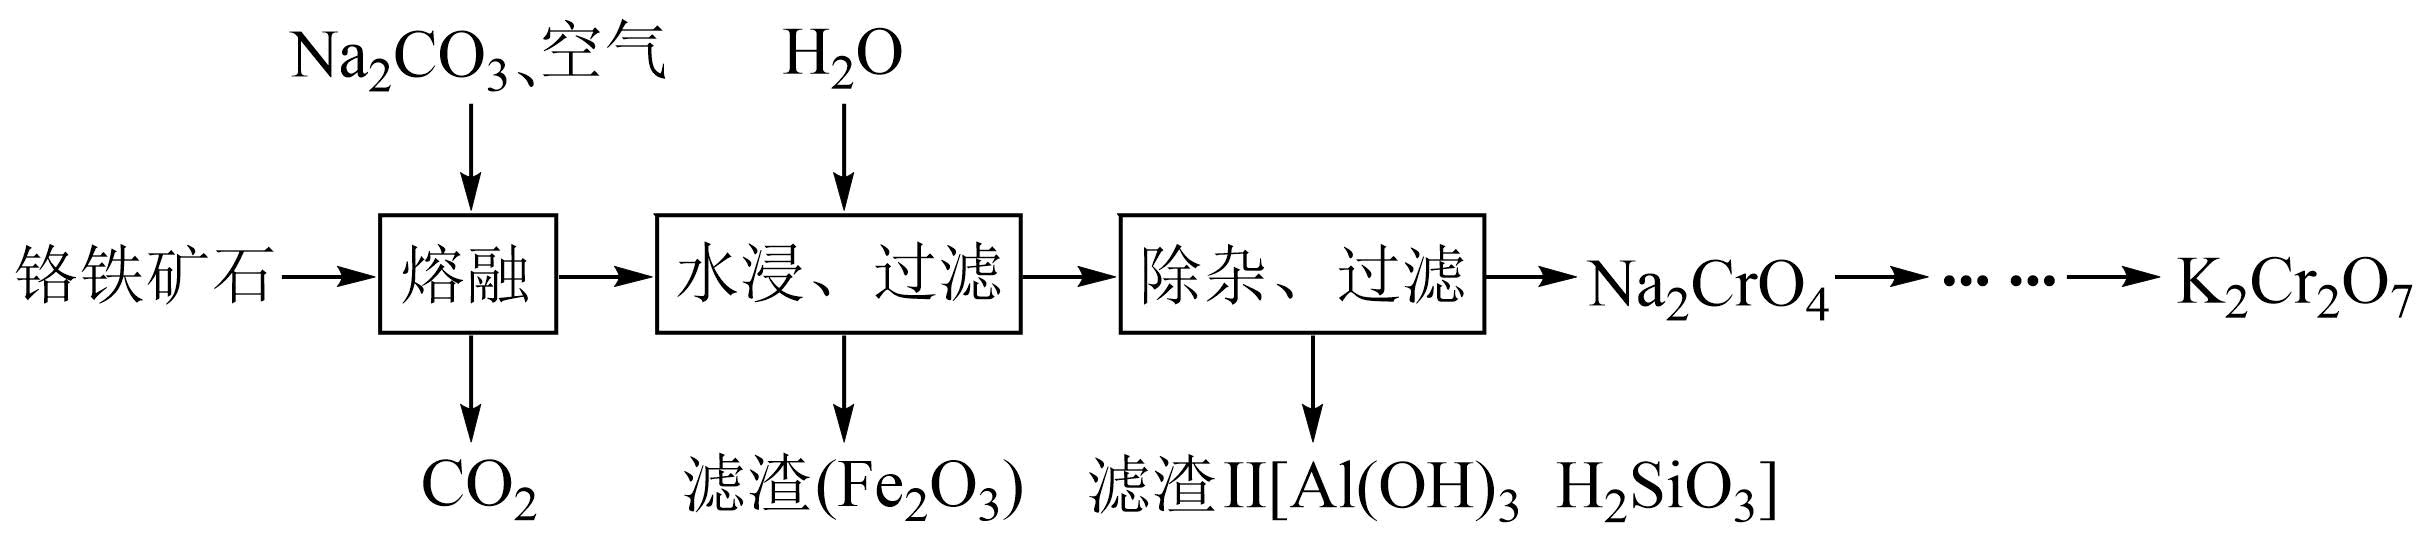 Na₂CO₃、空气 H₂O
铬铁矿石 熔融 水浸、过滤 除杂、过滤 Na₂CrO₄ … … K₂Cr₂O₇
CO₂ 滤渣(Fe₂O₃) 滤渣II[Al(OH)₃ H₂SiO₃]